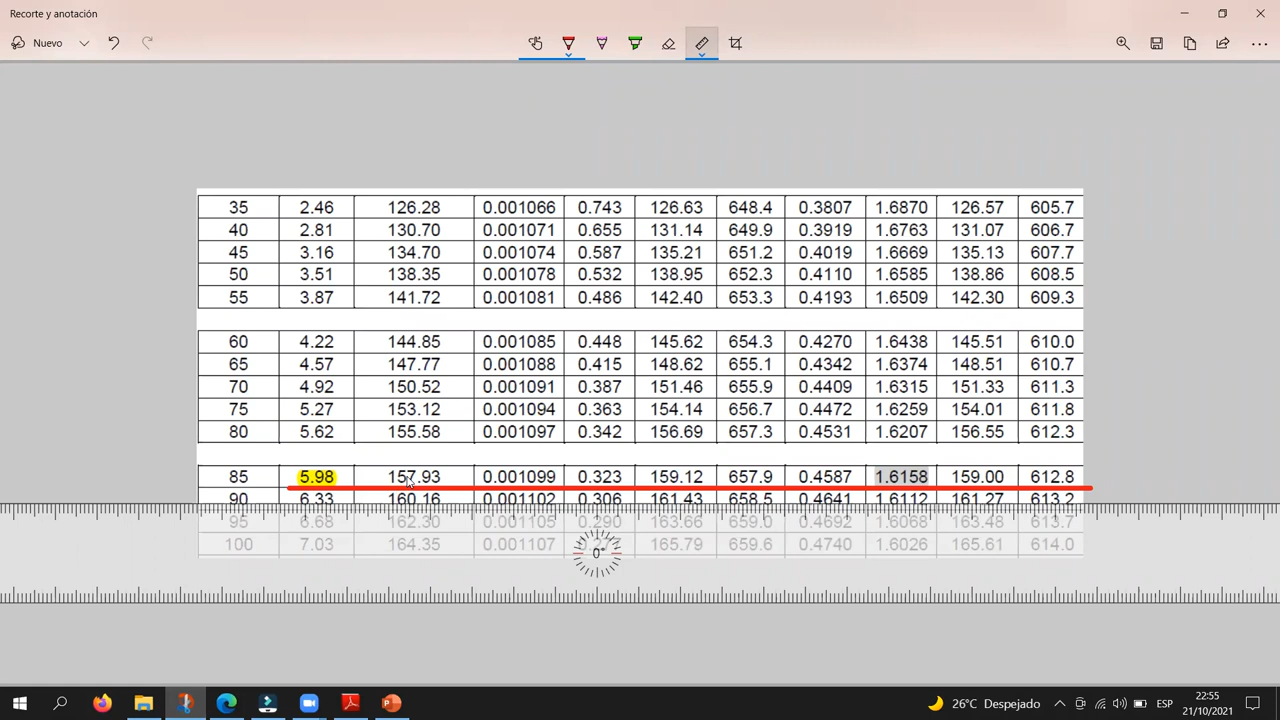 Recorte y anotación
Nuevo
35 2.46 126.28 0.001066 0.743 126.63 648.4 0.3807 1.6870 126.57 605.7
40 2.81 130.70 0.001071 0.655 131.14 649.9 0.3919 1.6763 131.07 606.7
45 3.16 134.70 0.001074 0.587 135.21 651.2 0.4019 1.6669 135.13 607.7
50 3.51 138.35 0.001078 0.532 138.95 652.3 0.4110 1.6585 138.86 608.5
55 3.87 141.72 0.001081 0.486 142.40 653.3 0.4193 1.6509 142.30 609.3
60 4.22 144.85 0.001085 0.448 145.62 654.3 0.4270 1.6438 145.51 610.0
65 4.57 147.77 0.001088 0.415 148.62 655.1 0.4342 1.6374 148.51 610.7
70 4.92 150.52 0.001091 0.387 151.46 655.9 0.4409 1.6315 151.33 611.3
75 5.27 153.12 0.001094 0.363 154.14 656.7 0.4472 1.6259 154.01 611.8
80 5.62 155.58 0.001097 0.342 156.69 657.3 0.4531 1.6207 156.55 612.3
85 5.98 157.93 0.001099 0.323 159.12 657.9 0.4587 1.6158 159.00 612.8
90 6.33 160.16 0.001102 0.306 161.43 658.5 0.4641 1.6112 161.27 613.2
95 6.68 162.30 0.001105 0.290 163.66 659.0 0.4692 1.6068 163.48 613.7
100 7.03 164.35 0.001107 165.79 659.6 0.4740 1.6026 165.61 614.0
0°
26°C Despejado
ESP
22:55
21/10/2021